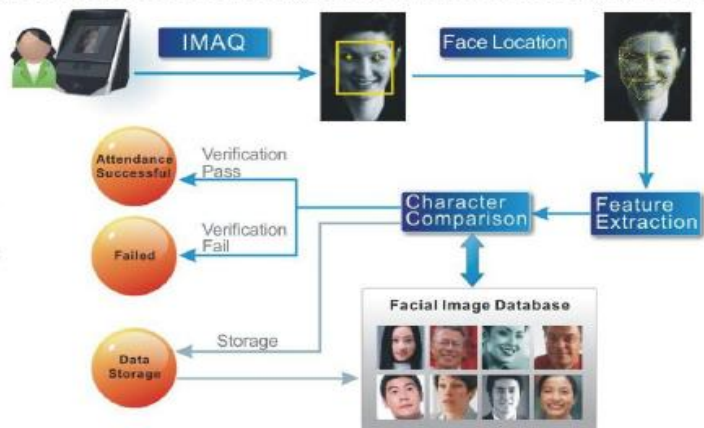 IMAQ
Face Location
Attendance
Successful
Verification
Pass
Verification
Fail
Character
Comparison
Feature
Extraction
Failed
Facial Image Database
Storage
Data
Storage